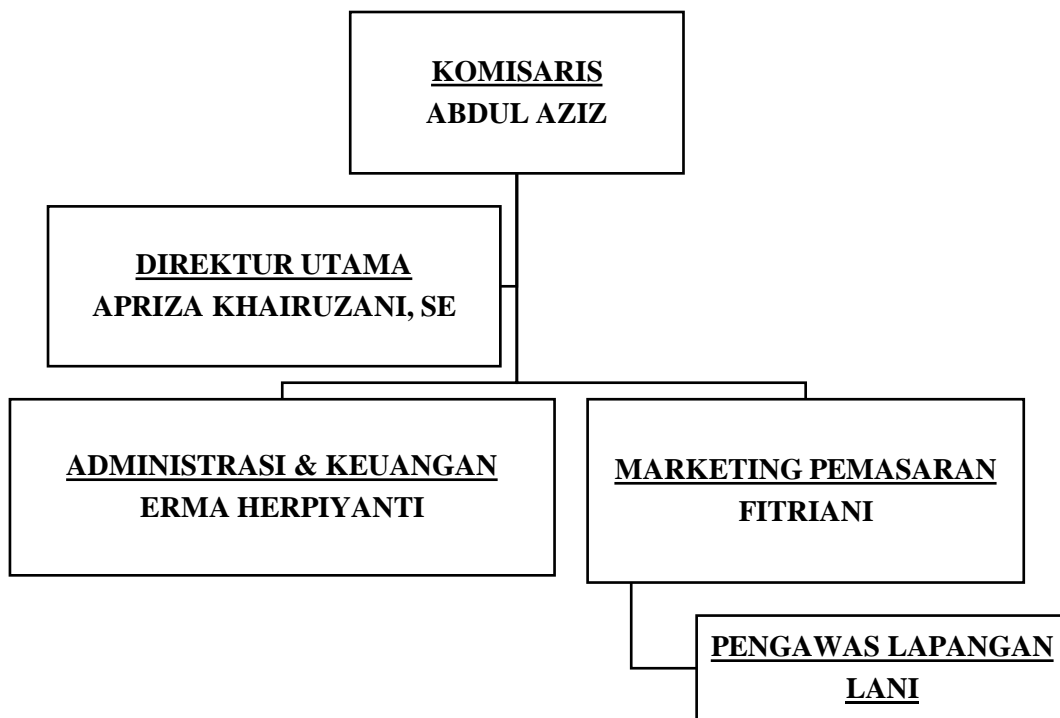 KOMISARIS
ABDUL AZIZ
DIREKTUR UTAMA
APRIZA KHAIRUZANI, SE
ADMINISTRASI & KEUANGAN
ERMA HERPIYANTI
MARKETING PEMASARAN
FITRIANI
PENGAWAS LAPANGAN
LANI